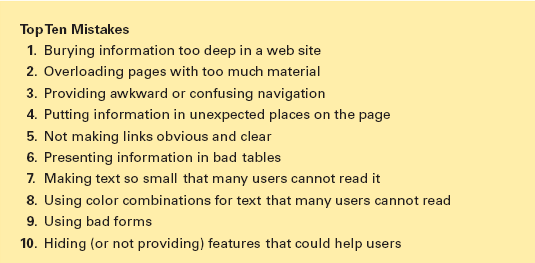 Top Ten Mistakes
1. Burying information too deep in a web site
2. Overloading pages with too much material
3. Providing awkward or confusing navigation
4. Putting information in unexpected places on the page
5. Not making links obvious and clear
6. Presenting information in bad tables
7. Making text so small that many users cannot read it
8. Using color combinations for text that many users cannot read
9. Using bad forms
10. Hiding (or not providing) features that could help users